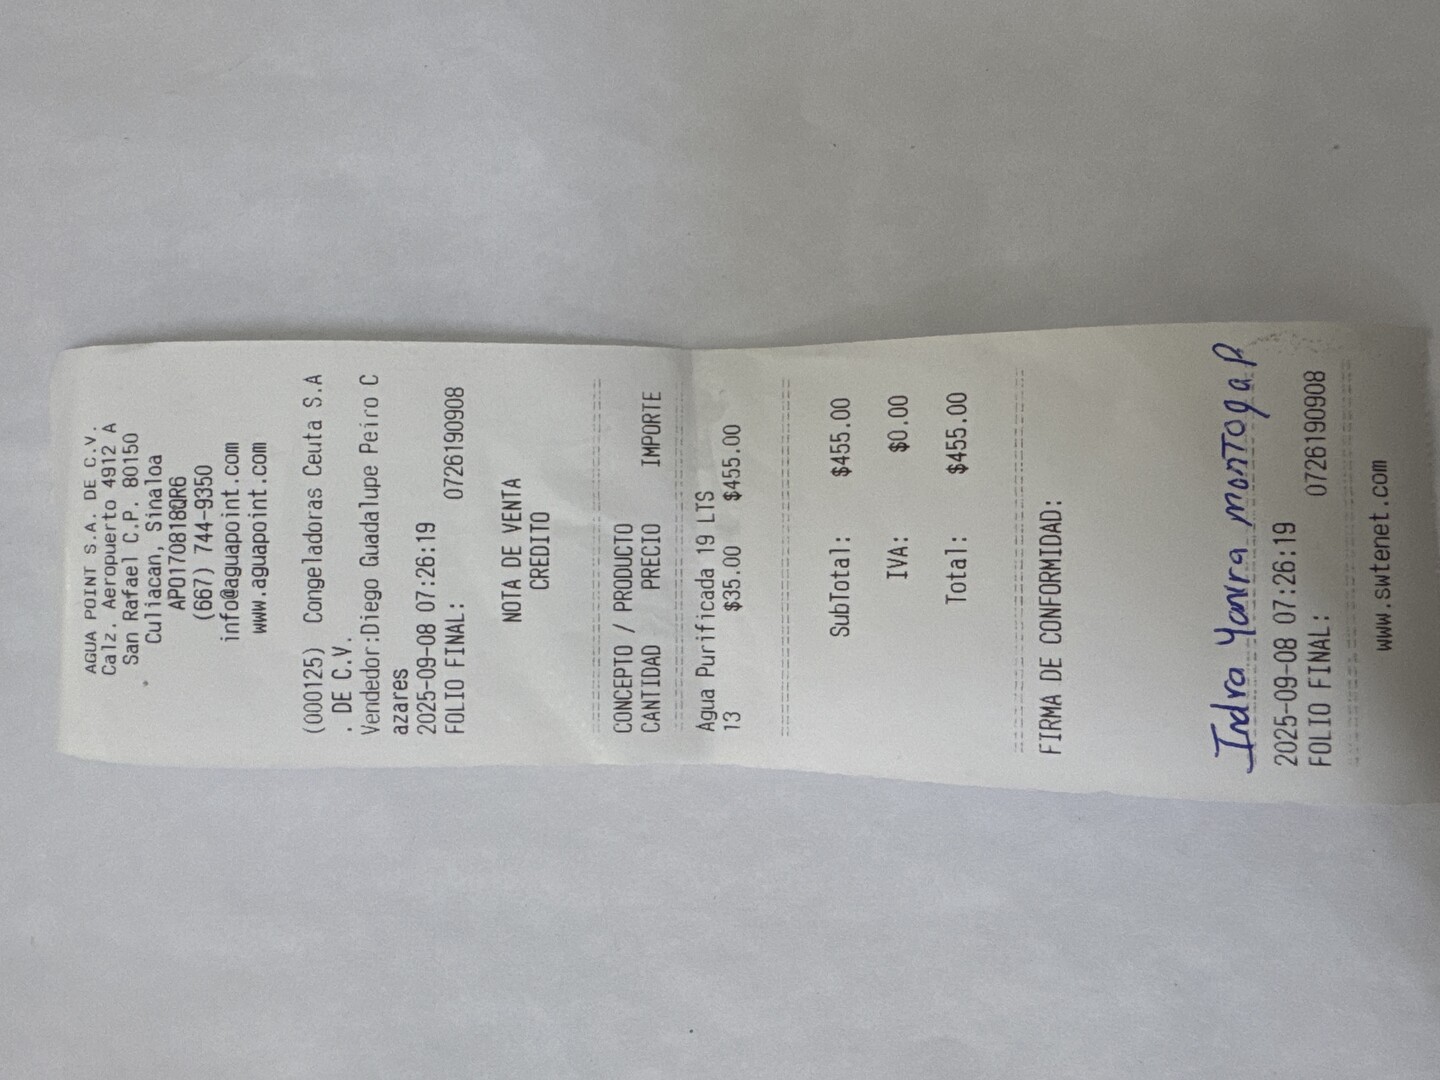 AGUA POINT S.A. DE C.V.
Calz. Aeropuerto 4912 A
San Rafael C.P. 80150
Culiacan, Sinaloa
APO170818QR6
(667) 744-9350
info@aguapoint.com
www.aguapoint.com
(000125) Congeladoras Ceuta S.A
. DE C.V.
Vendedor:Diego Guadalupe Peiro C
azares
2025-09-08 07:26:19
FOLIO FINAL: 0726190908
NOTA DE VENTA
CREDITO
CONCEPTO / PRODUCTO
CANTIDAD PRECIO IMPORTE
Agua Purificada 19 LTS
13 $35.00 $455.00
SubTotal: $455.00
IVA: $0.00
Total: $455.00
FIRMA DE CONFORMIDAD:
Indra Yanira Montoya P
2025-09-08 07:26:19
FOLIO FINAL: 0726190908
www.swtenet.com